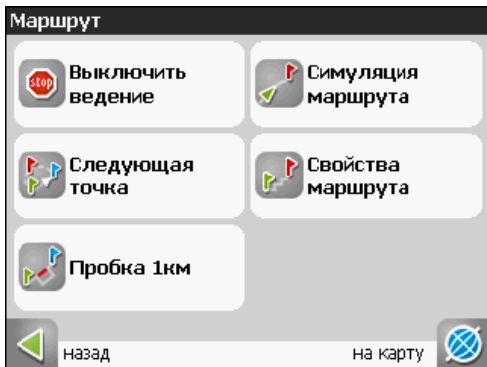 Маршрут
stop
Выключить
ведение
Симуляция
маршрута
Следующая
точка
Свойства
маршрута
Пробка 1км
назад
на карту